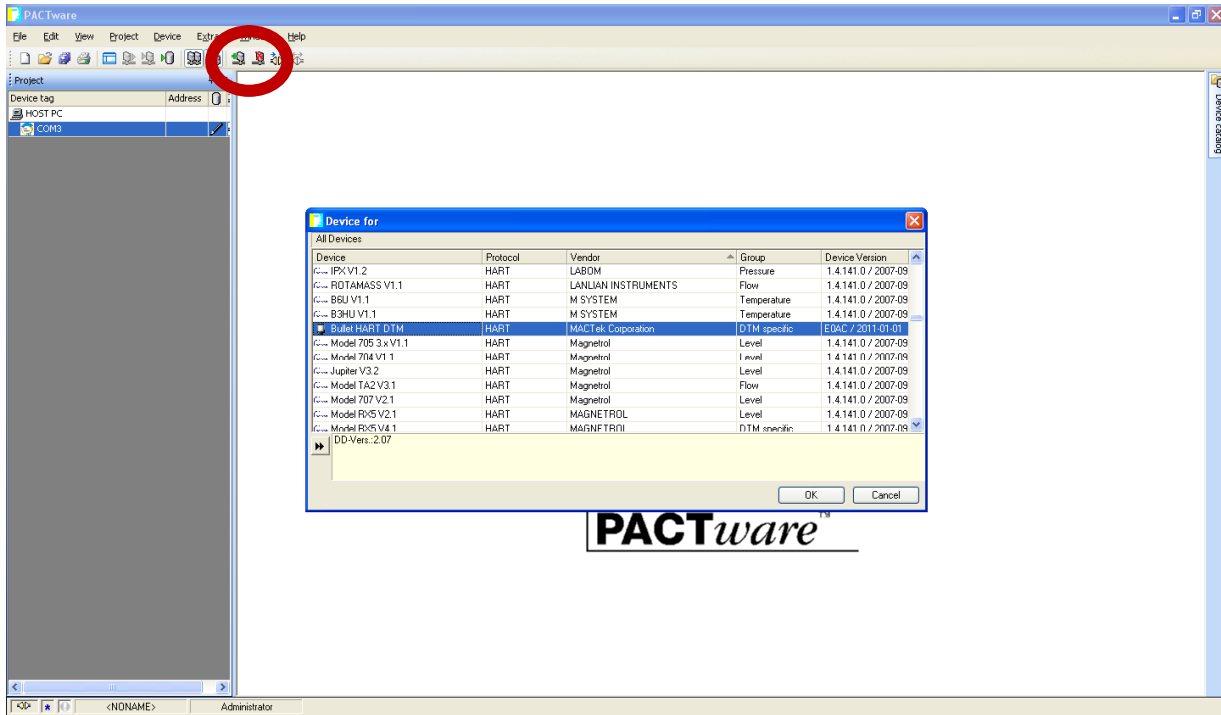 PACTware
File Edit View Project Device Extra Help
Project
Device tag Address
HOST PC
COM3
Device catalog
Device for
All Devices
Device Protocol Vendor Group Device Version
IPX V1.2 HART LABOM Pressure 1.4.141.0 / 2007-09
ROTAMASS V1.1 HART LANLIAN INSTRUMENTS Flow 1.4.141.0 / 2007-09
B6U V1.1 HART M SYSTEM Temperature 1.4.141.0 / 2007-09
B3HU V1.1 HART M SYSTEM Temperature 1.4.141.0 / 2007-09
Bullet HART DTM HART MACTek Corporation DTM specific E0AC / 2011-01-01
Model 705 3.x V1.1 HART Magnetrol Level 1.4.141.0 / 2007-09
Model 704 V1.1 HART Magnetrol Level 1.4.141.0 / 2007-09
Jupiter V3.2 HART Magnetrol Level 1.4.141.0 / 2007-09
Model TA2 V3.1 HART Magnetrol Flow 1.4.141.0 / 2007-09
Model 707 V2.1 HART Magnetrol Level 1.4.141.0 / 2007-09
Model RX5 V2.1 HART MAGNETROL Level 1.4.141.0 / 2007-09
Model RX5 V4.1 HART MAGNETROL DTM specific 1.4.141.0 / 2007-09
DD-Vers.:2.07
OK Cancel
PACTware
<NONAME> Administrator